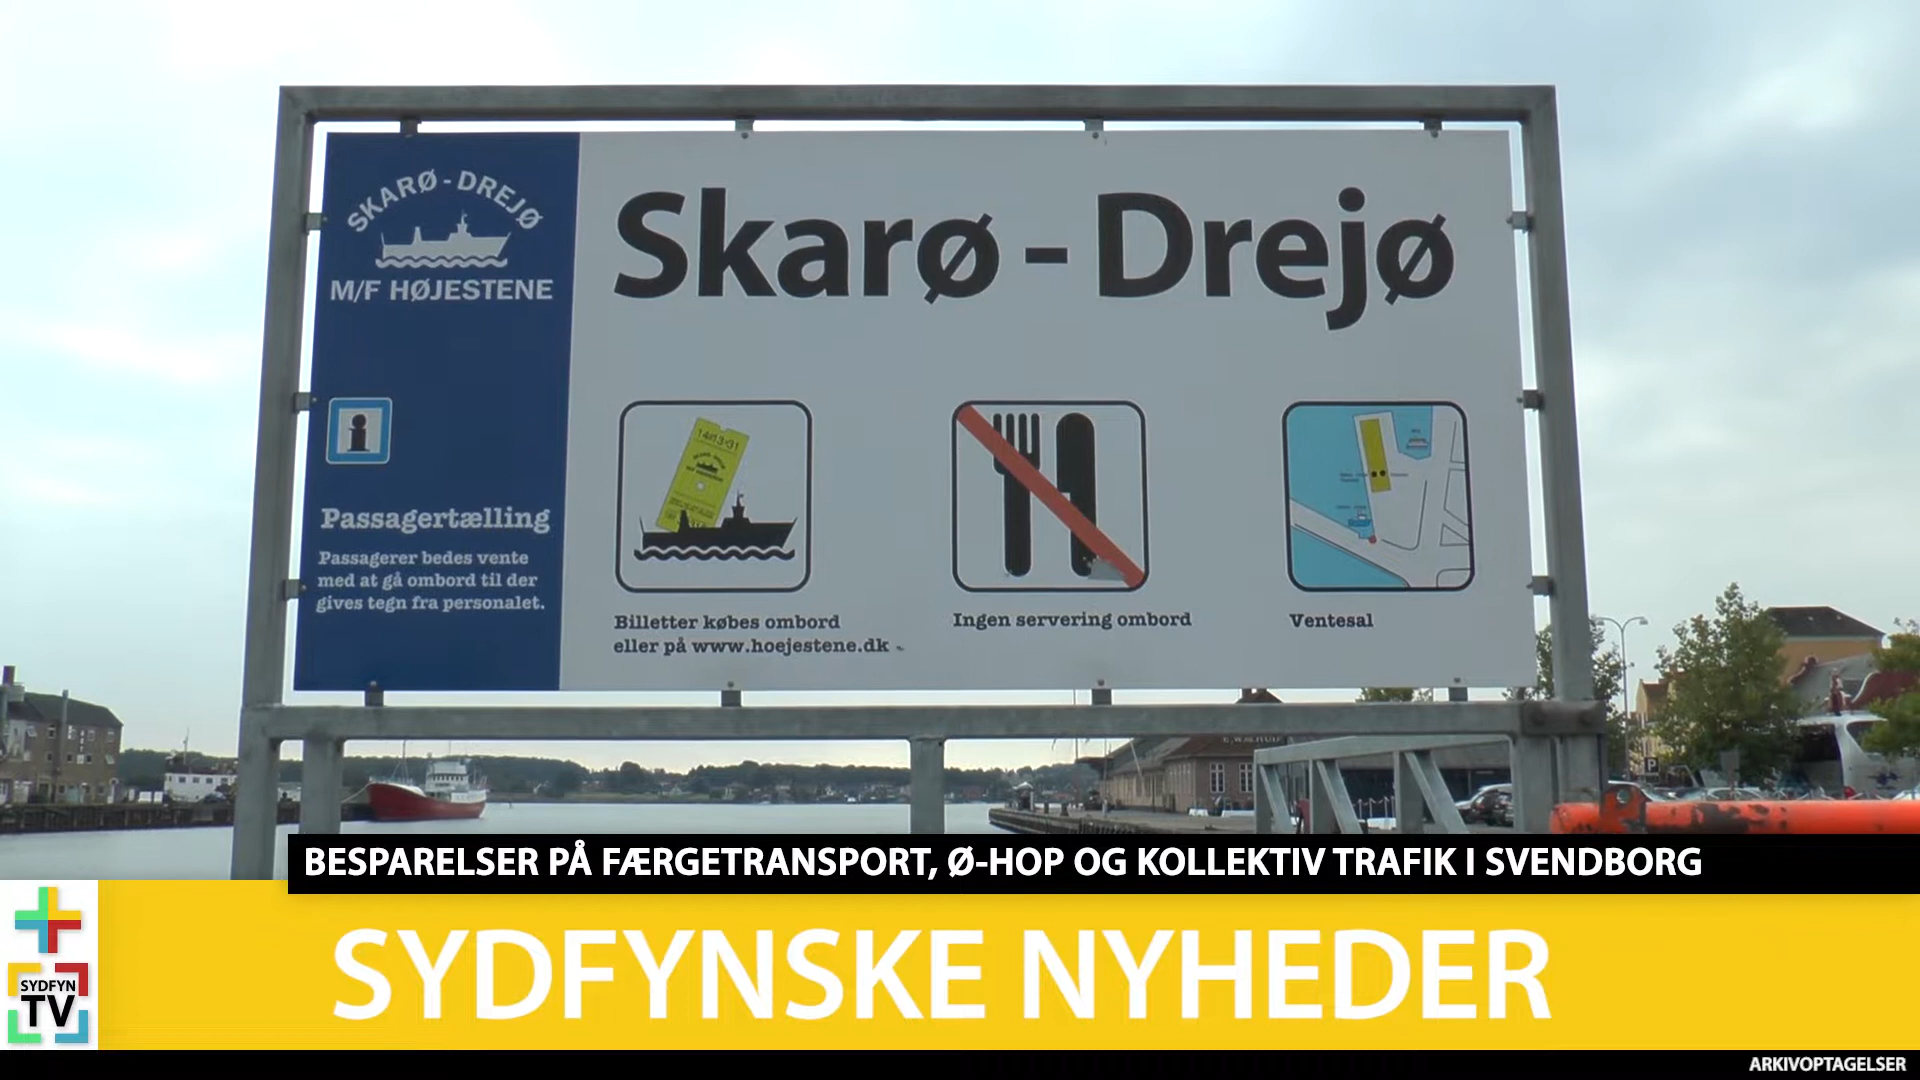 SKARØ - DREJØ
M/F HØJESTENE
Skarø - Drejø
Passagertælling
Passagerer bedes vente
med at gå ombord til der
gives tegn fra personalet.
Billetter købes ombord
eller på www.hoejestene.dk
Ingen servering ombord
Ventesal
P
BESPARELSER PÅ FÆRGETRANSPORT, Ø-HOP OG KOLLEKTIV TRAFIK I SVENDBORG
SYDFYNSKE NYHEDER
SYDFYN
TV
ARKIVOPTAGELSER